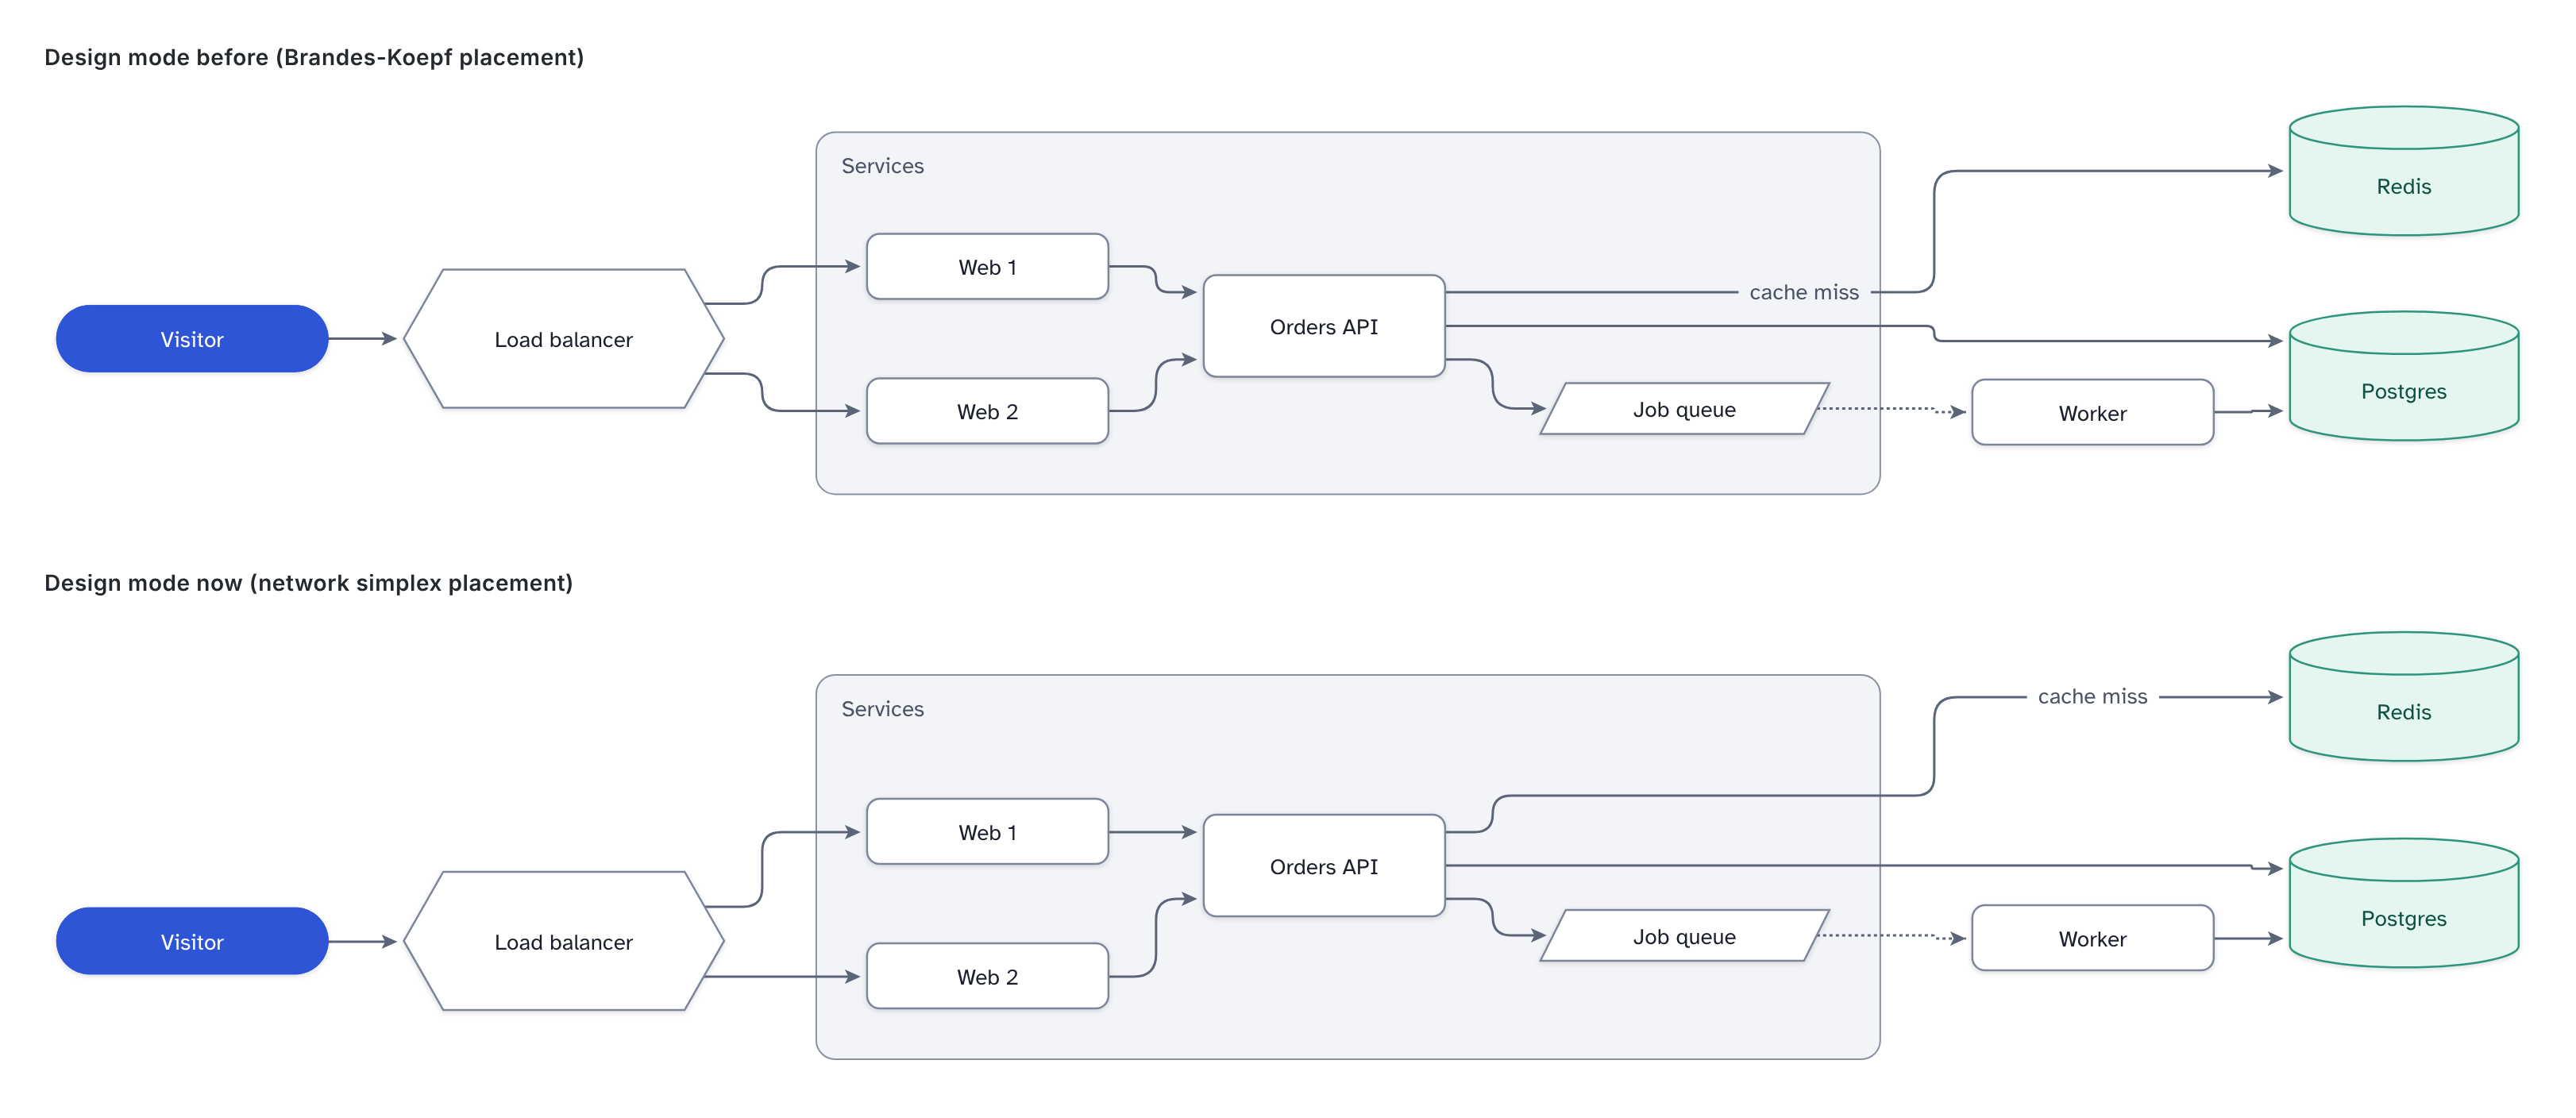 Design mode before (Brandes-Koepf placement)
Services
Redis
Web 1
cache miss
Visitor
Load balancer
Orders API
Postgres
Web 2
Job queue
Worker
Design mode now (network simplex placement)
Services
cache miss
Redis
Web 1
Orders API
Visitor
Load balancer
Job queue
Worker
Postgres
Web 2